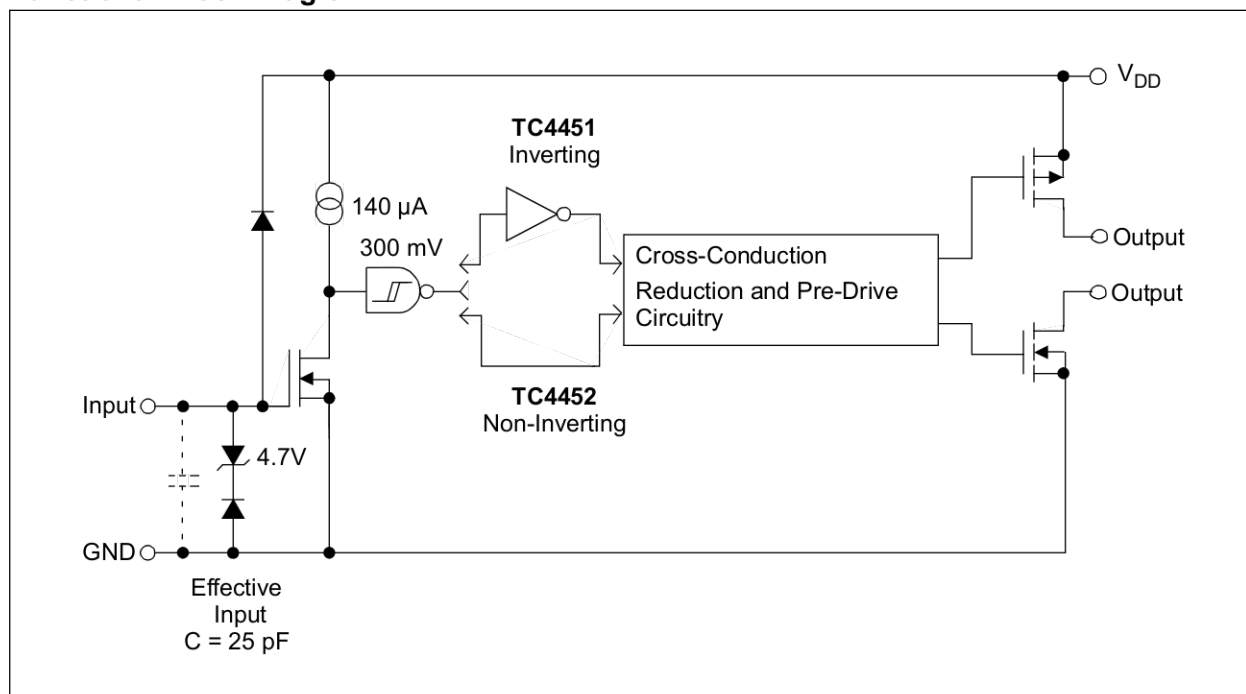 V_DD
TC4451
Inverting
140 µA
300 mV
Cross-Conduction
Reduction and Pre-Drive
Circuitry
Output
Output
Input
TC4452
Non-Inverting
4.7V
GND
Effective
Input
C = 25 pF